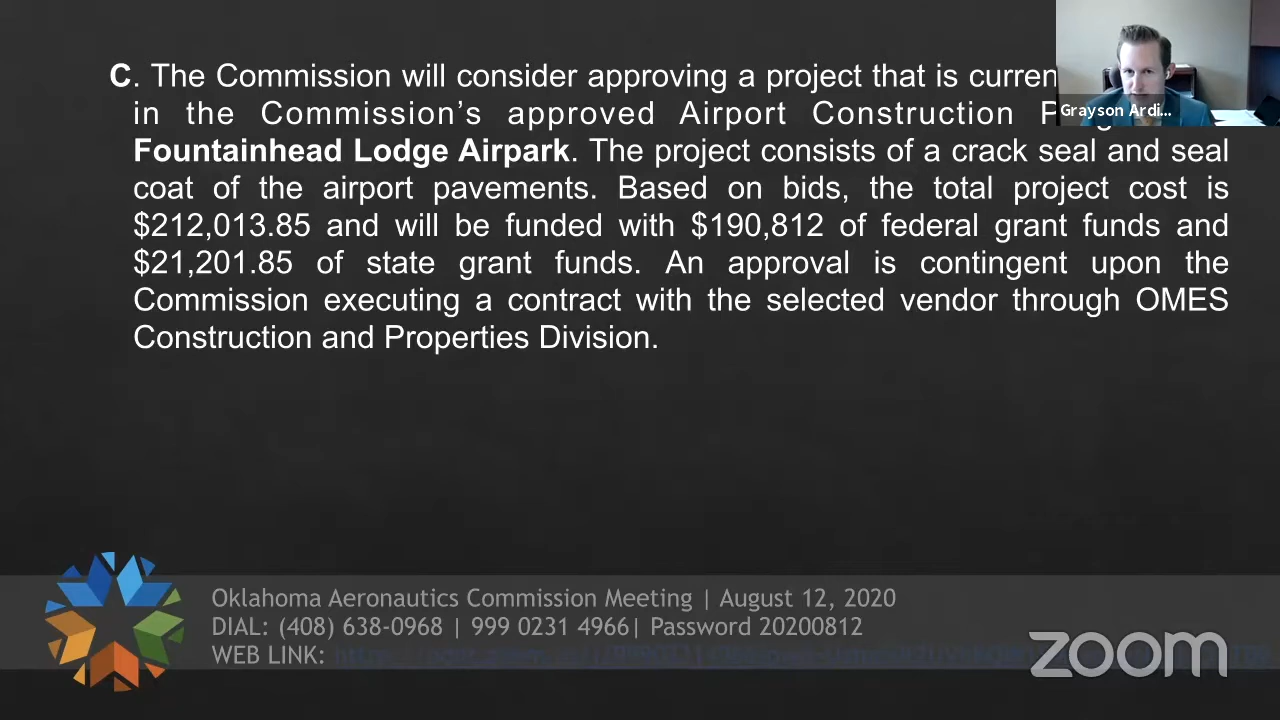 C. The Commission will consider approving a project that is curren
in the Commission's approved Airport Construction
Fountainhead Lodge Airpark. The project consists of a crack seal and seal
coat of the airport pavements. Based on bids, the total project cost is
$212,013.85 and will be funded with $190,812 of federal grant funds and
$21,201.85 of state grant funds. An approval is contingent upon the
Commission executing a contract with the selected vendor through OMES
Construction and Properties Division.
Grayson Ardi...
Oklahoma Aeronautics Commission Meeting | August 12, 2020
DIAL: (408) 638-0968 | 999 0231 4966| Password 20200812
WEB LINK:
zoom